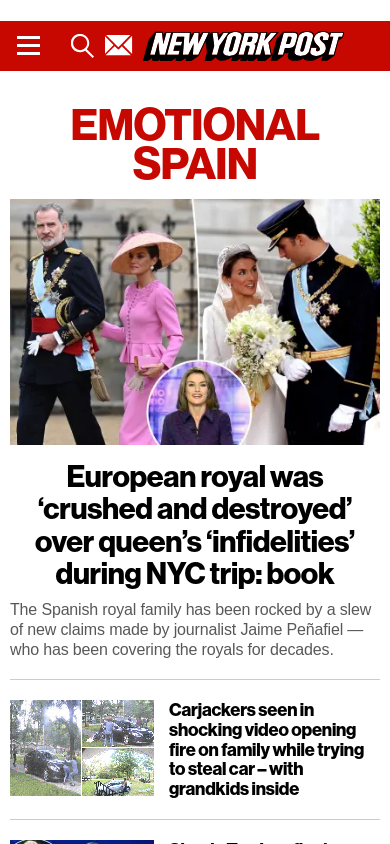 NEW YORK POST
EMOTIONAL
SPAIN
European royal was
‘crushed and destroyed’
over queen’s ‘infidelities’
during NYC trip: book
The Spanish royal family has been rocked by a slew
of new claims made by journalist Jaime Peñafiel —
who has been covering the royals for decades.
Carjackers seen in
shocking video opening
fire on family while trying
to steal car – with
grandkids inside